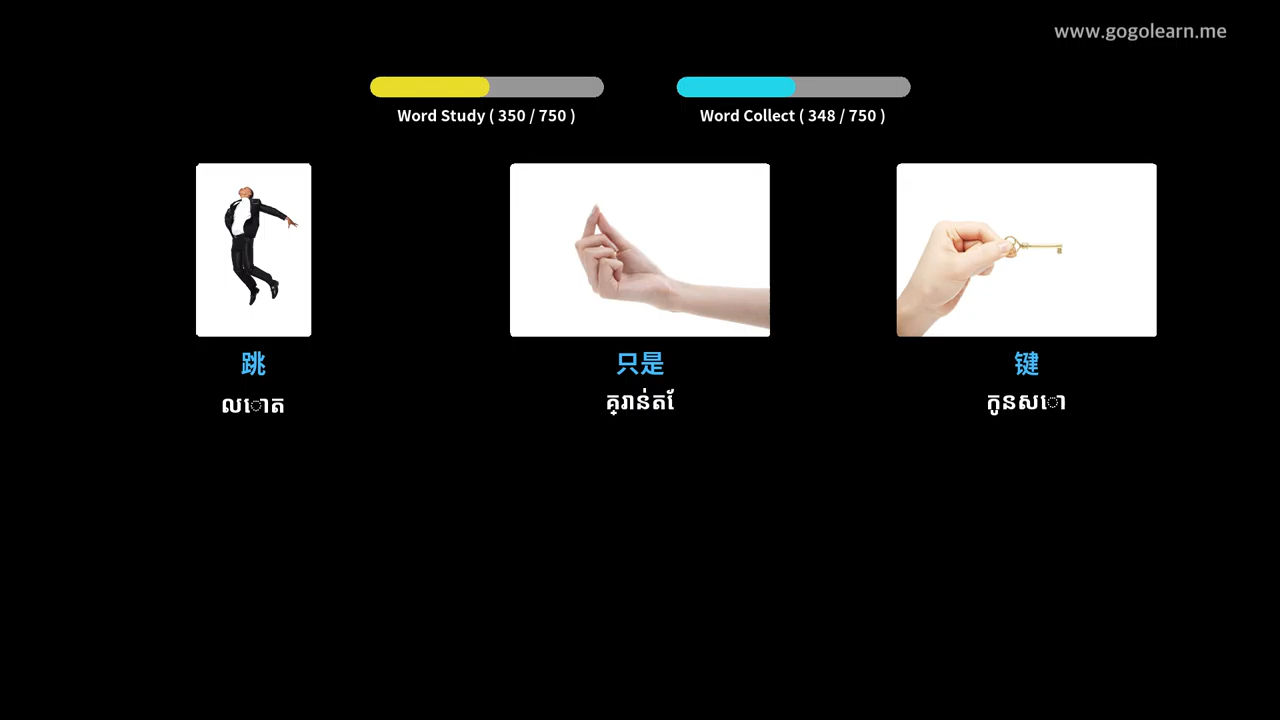 www.gogolearn.me
Word Study ( 350 / 750 )
Word Collect ( 348 / 750 )
跳
只是
键
លោត
គ្រាន់តែ
កូនសោ